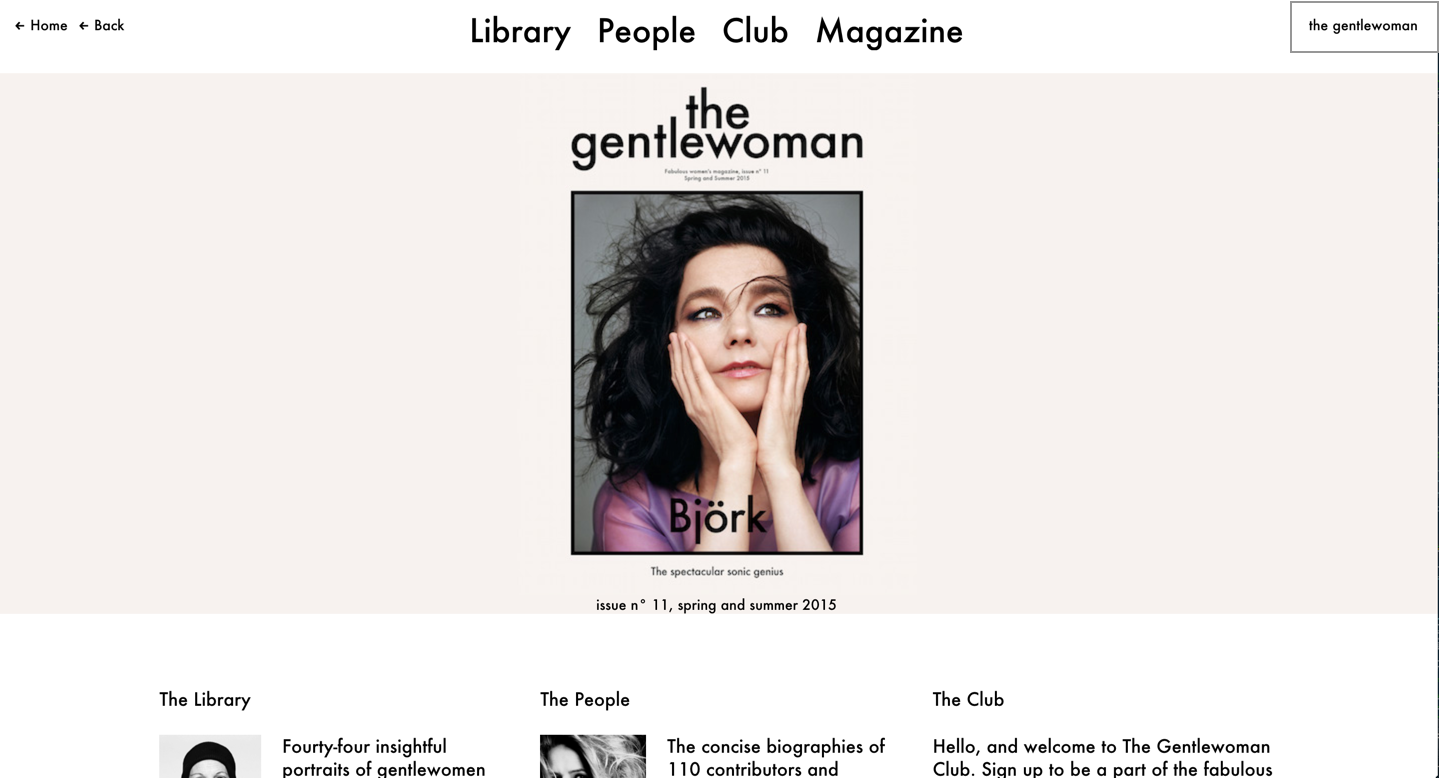 ← Home ← Back
Library People Club Magazine
the gentlewoman
the
gentlewoman
Fabulous women's magazine, issue n° 11
Spring and Summer 2015
Björk
The spectacular sonic genius
issue n° 11, spring and summer 2015
The Library
Fourty-four insightful
portraits of gentlewomen
The People
The concise biographies of
110 contributors and
The Club
Hello, and welcome to The Gentlewoman
Club. Sign up to be a part of the fabulous